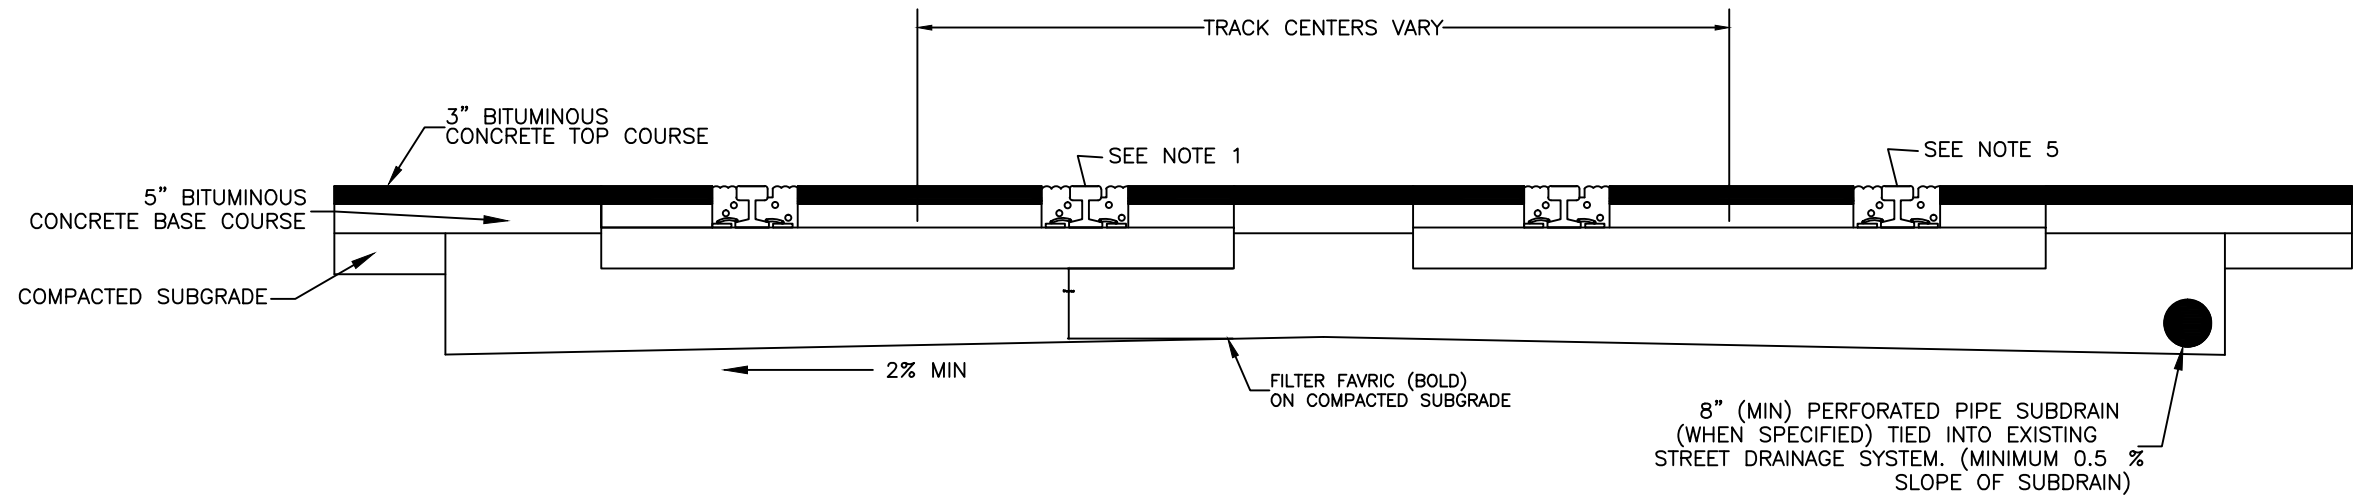 TRACK CENTERS VARY
3" BITUMINOUS
CONCRETE TOP COURSE
SEE NOTE 1
SEE NOTE 5
5" BITUMINOUS
CONCRETE BASE COURSE
COMPACTED SUBGRADE
2% MIN
FILTER FAVRIC (BOLD)
ON COMPACTED SUBGRADE
8" (MIN) PERFORATED PIPE SUBDRAIN
(WHEN SPECIFIED) TIED INTO EXISTING
STREET DRAINAGE SYSTEM. (MINIMUM 0.5 %
SLOPE OF SUBDRAIN)